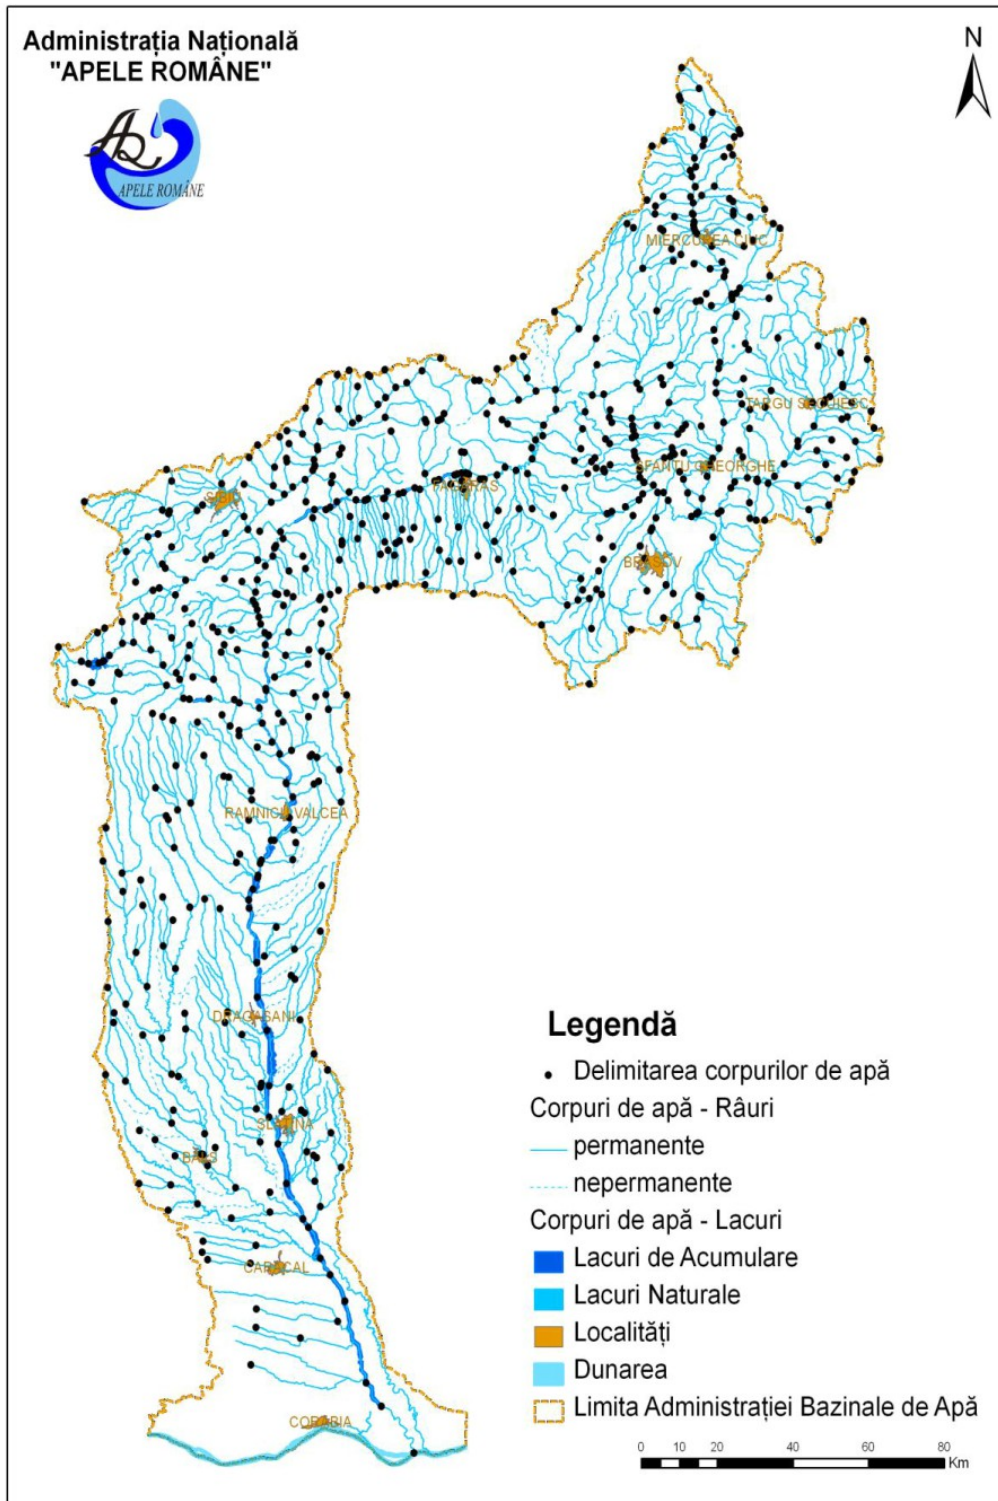 Administrația Națională
"APELE ROMÂNE"
APELE ROMÂNE
N
MIERCUREA CIUC
TARGU SECUIESC
SFANTU GHEORGHE
FAGARAS
SIBIU
BRASOV
RAMNICU VALCEA
DRAGASANI
SLATINA
BALS
CARACAL
CORABIA
Legendă
Delimitarea corpurilor de apă
Corpuri de apă - Râuri
permanente
nepermanente
Corpuri de apă - Lacuri
Lacuri de Acumulare
Lacuri Naturale
Localități
Dunarea
Limita Administrației Bazinale de Apă
0 10 20 40 60 80
Km